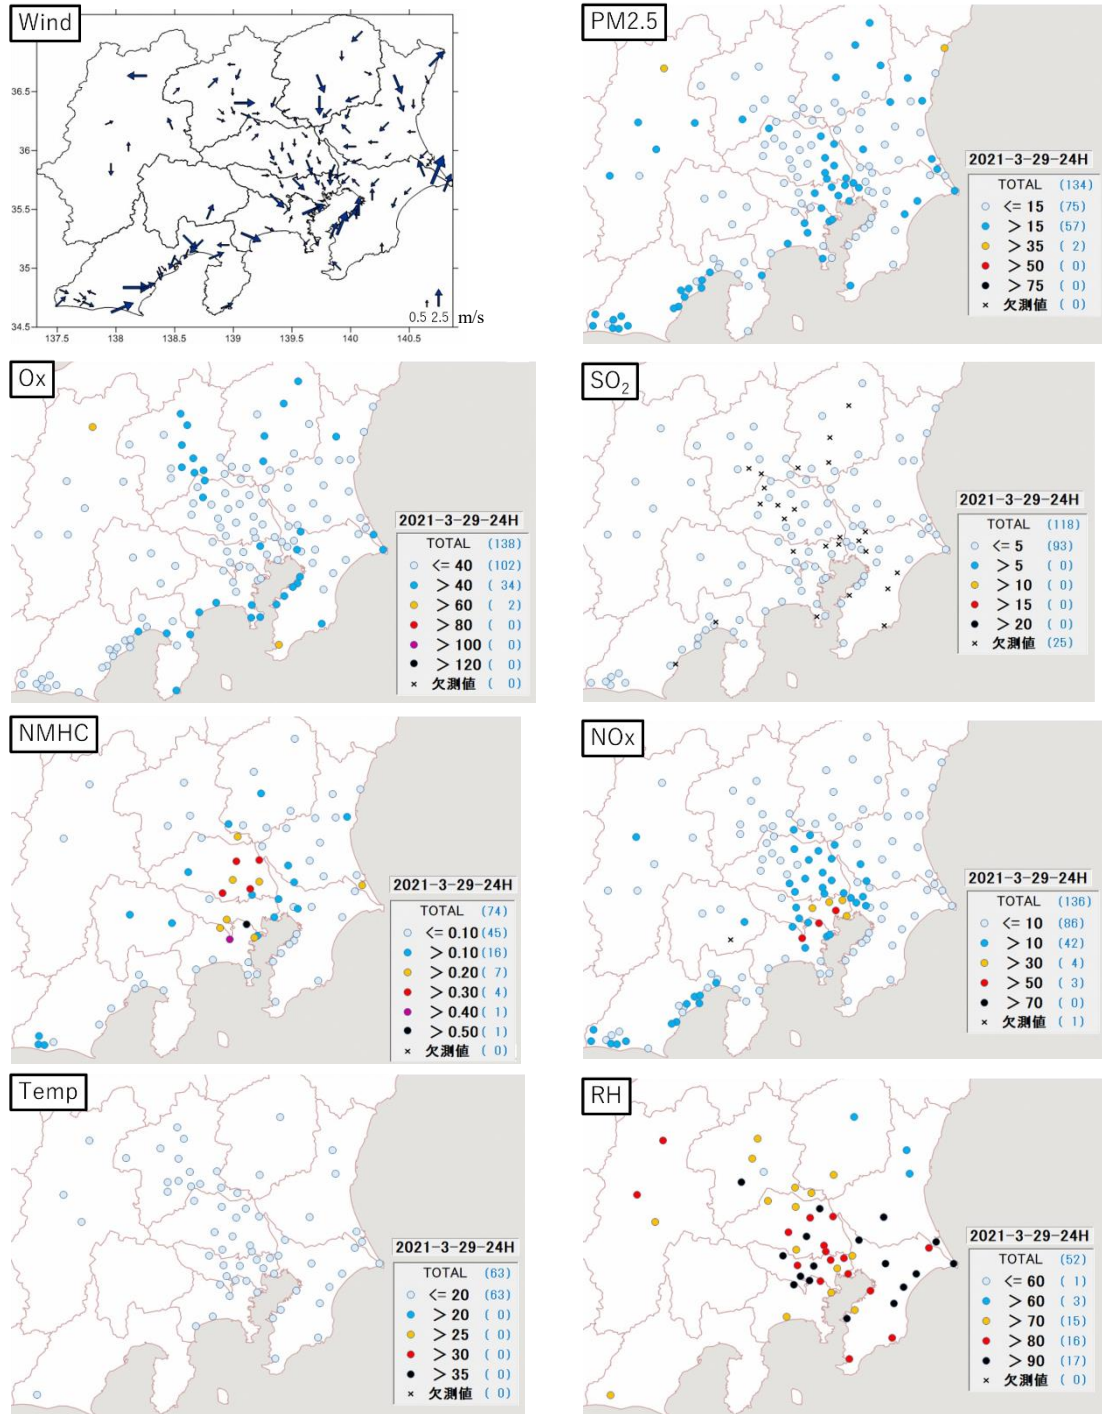 Wind
36.5
36
35.5
35
34.5
137.5 138 138.5 139 139.5 140 140.5
0.5 2.5 m/s
PM2.5
2021-3-29-24H
TOTAL (134)
<= 15 (75)
> 15 (57)
> 35 ( 2)
> 50 ( 0)
> 75 ( 0)
× 欠測値 ( 0)
Ox
2021-3-29-24H
TOTAL (138)
<= 40 (102)
> 40 ( 34)
> 60 ( 2)
> 80 ( 0)
> 100 ( 0)
> 120 ( 0)
× 欠測値 ( 0)
SO2
2021-3-29-24H
TOTAL (118)
<= 5 (93)
> 5 ( 0)
> 10 ( 0)
> 15 ( 0)
> 20 ( 0)
× 欠測値 (25)
NMHC
2021-3-29-24H
TOTAL (74)
<= 0.10 (45)
> 0.10 (16)
> 0.20 ( 7)
> 0.30 ( 4)
> 0.40 ( 1)
> 0.50 ( 1)
× 欠測値 ( 0)
NOx
2021-3-29-24H
TOTAL (136)
<= 10 (86)
> 10 (42)
> 30 ( 4)
> 50 ( 3)
> 70 ( 0)
× 欠測値 ( 1)
Temp
2021-3-29-24H
TOTAL (63)
<= 20 (63)
> 20 ( 0)
> 25 ( 0)
> 30 ( 0)
> 35 ( 0)
× 欠測値 ( 0)
RH
2021-3-29-24H
TOTAL (52)
<= 60 ( 1)
> 60 ( 3)
> 70 (15)
> 80 (16)
> 90 (17)
× 欠測値 ( 0)